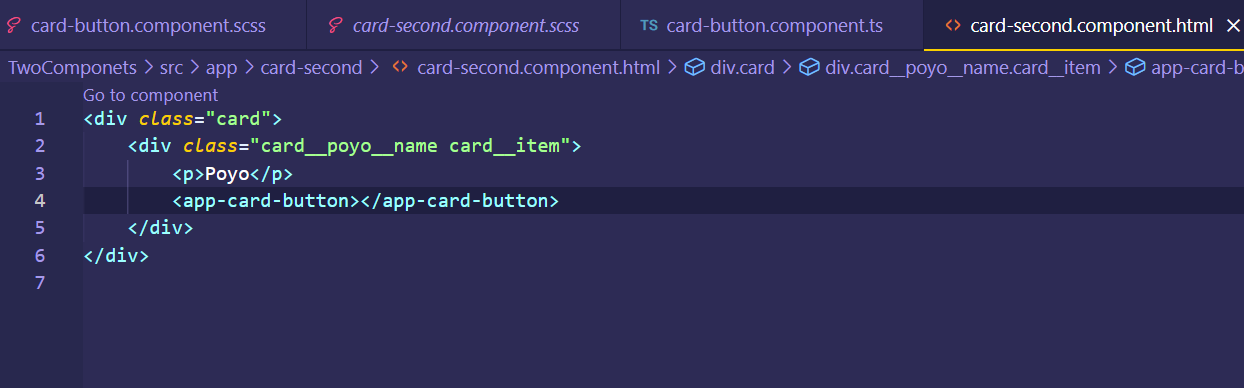 card-button.component.scss card-second.component.scss TS card-button.component.ts <> card-second.component.html ×
TwoComponets > src > app > card-second > <> card-second.component.html > div.card > div.card__poyo__name.card__item > app-card-b
Go to component
1 <div class="card">
2     <div class="card__poyo__name card__item">
3         <p>Poyo</p>
4         <app-card-button></app-card-button>
5     </div>
6 </div>
7